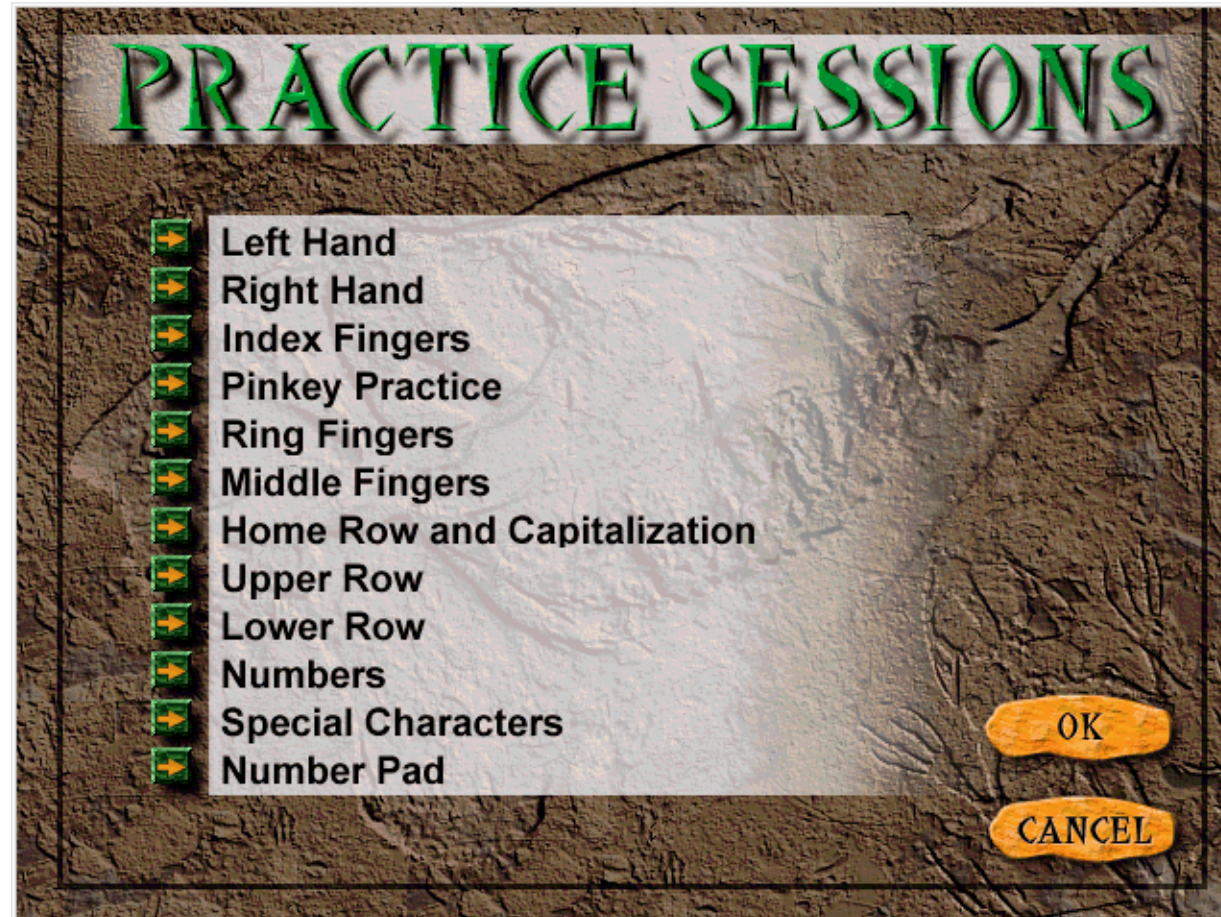 PRACTICE SESSIONS
Left Hand
Right Hand
Index Fingers
Pinkey Practice
Ring Fingers
Middle Fingers
Home Row and Capitalization
Upper Row
Lower Row
Numbers
Special Characters
Number Pad
OK
CANCEL